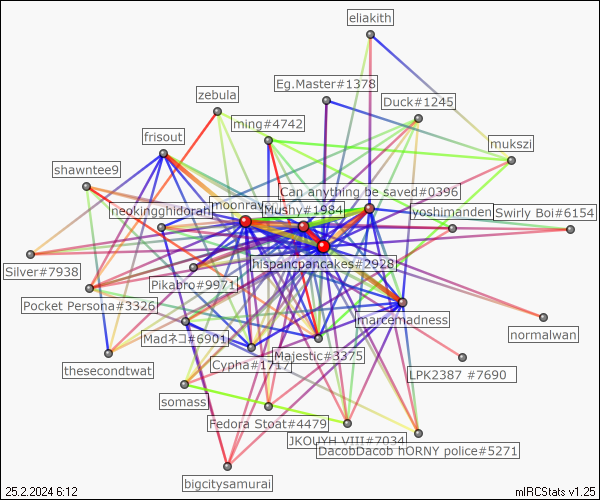 eliakith
Eg.Master#1378
zebula
Duck#1245
ming#4742
frisout
mukszi
shawntee9
Can anything be saved#0396
moonray
Mushy#1984
neokingghidorah
yoshimanden
Swirly Boi#6154
hispancpancakes#2928
Silver#7938
Pikabro#9971
Pocket Persona#3326
marcemadness
normalwan
Madネコ#6901
Majestic#3375
Cypha#1717
thesecondtwat
LPK2387 #7690
somass
Fedora Stoat#4479
JKOUYH VIII#7034
DacobDacob hORNY police#5271
bigcitysamurai
25.2.2024 6:12
mIRCStats v1.25